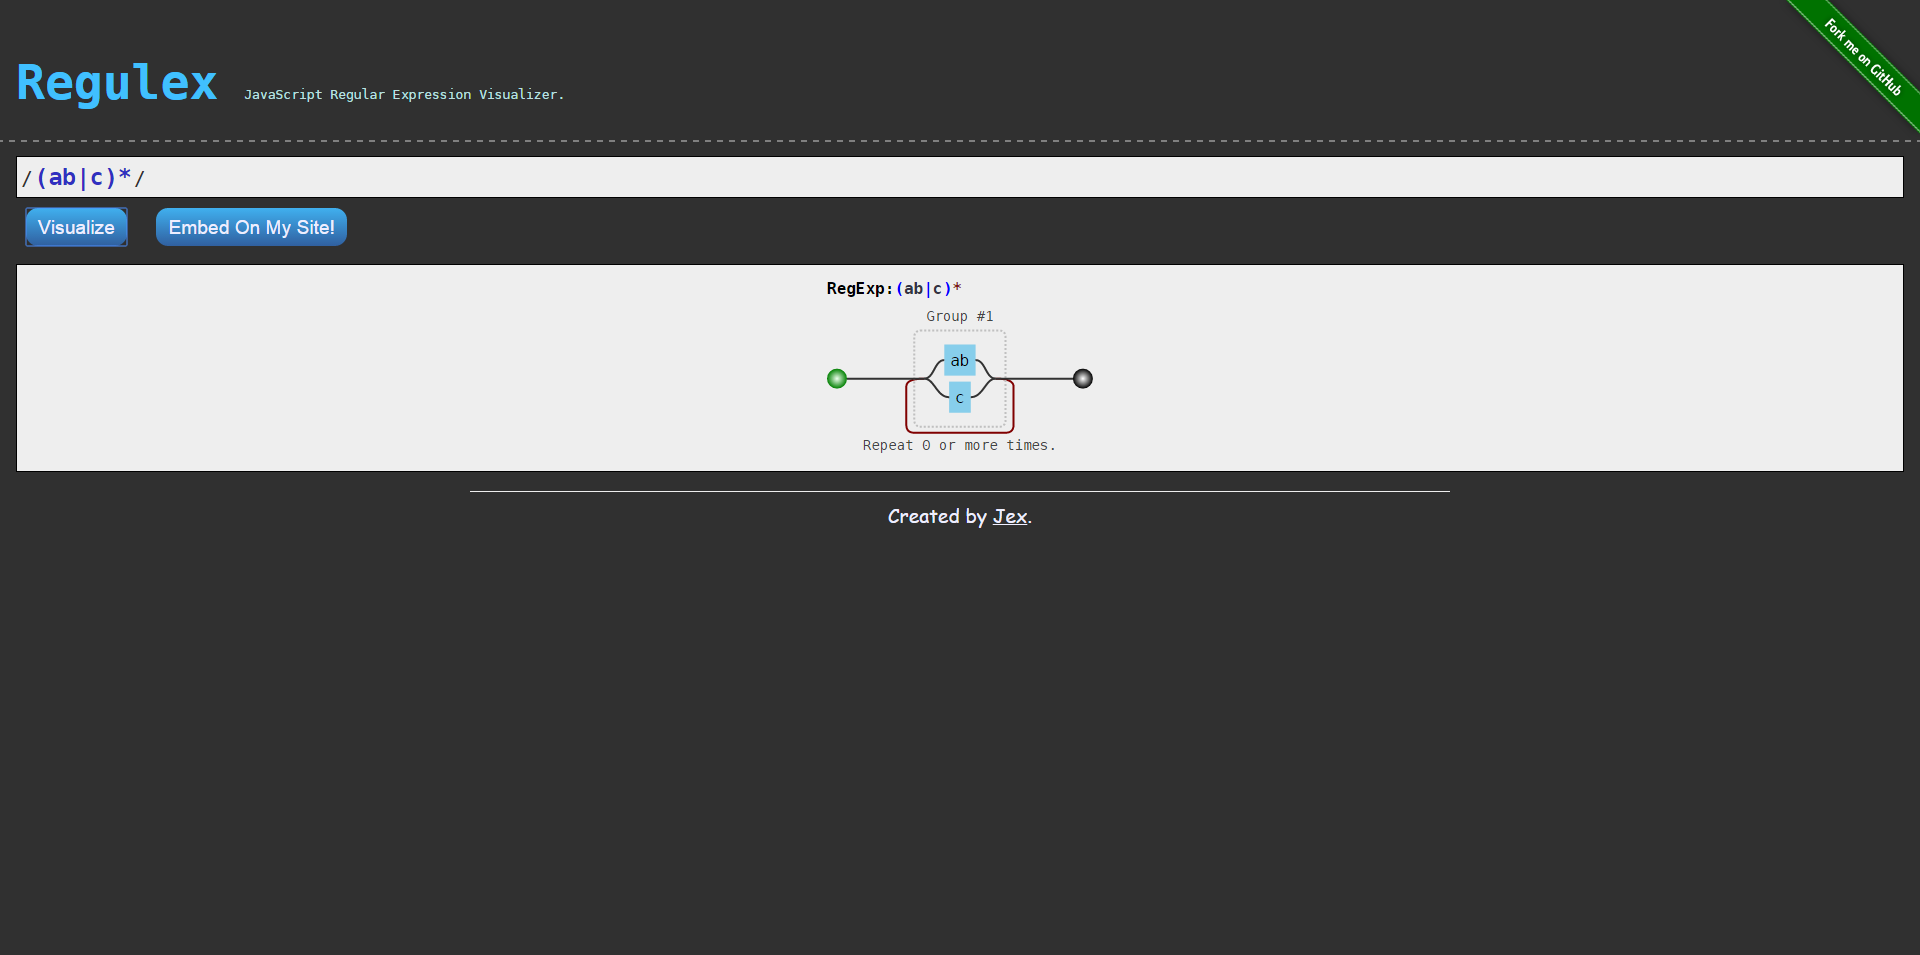 Fork me on GitHub
Regulex JavaScript Regular Expression Visualizer.
/(ab|c)*/
Visualize Embed On My Site!
RegExp:(ab|c)*
Group #1
ab
c
Repeat 0 or more times.
Created by Jex.